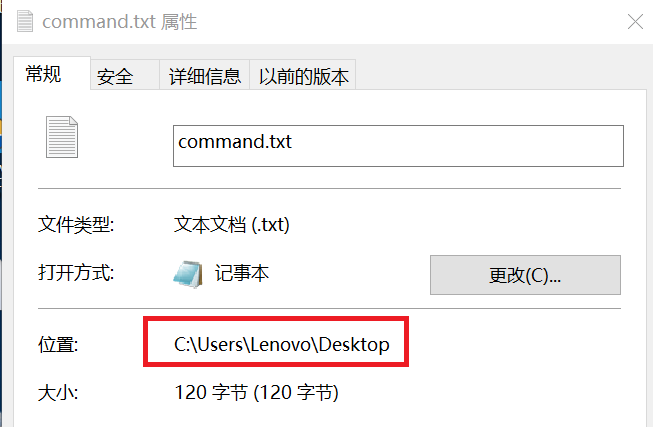 command.txt 属性
常规 安全 详细信息 以前的版本
command.txt
文件类型: 文本文档 (.txt)
打开方式: 记事本 更改(C)...
位置: C:\Users\Lenovo\Desktop
大小: 120 字节 (120 字节)